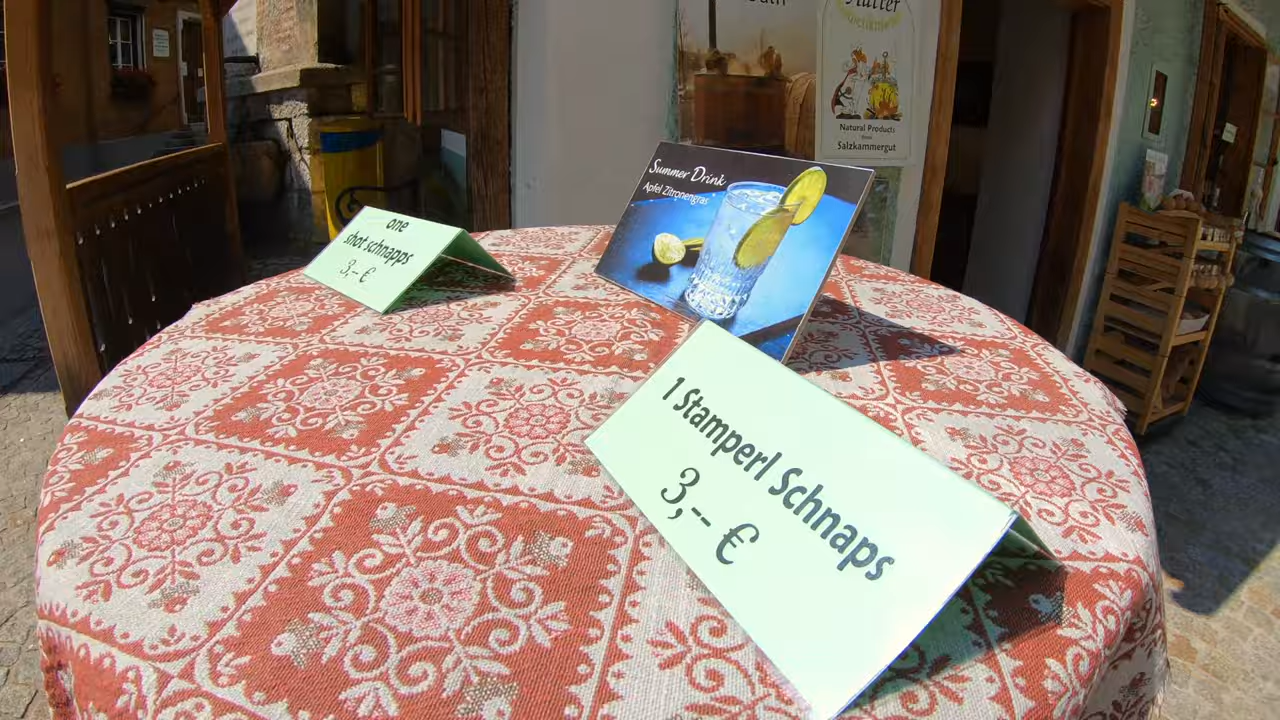 Natural Products
Salzkammergut
Summer Drink
Apfel Zitronengras
one
shot schnapps
3,-- €
1 Stamperl Schnaps
3,-- €